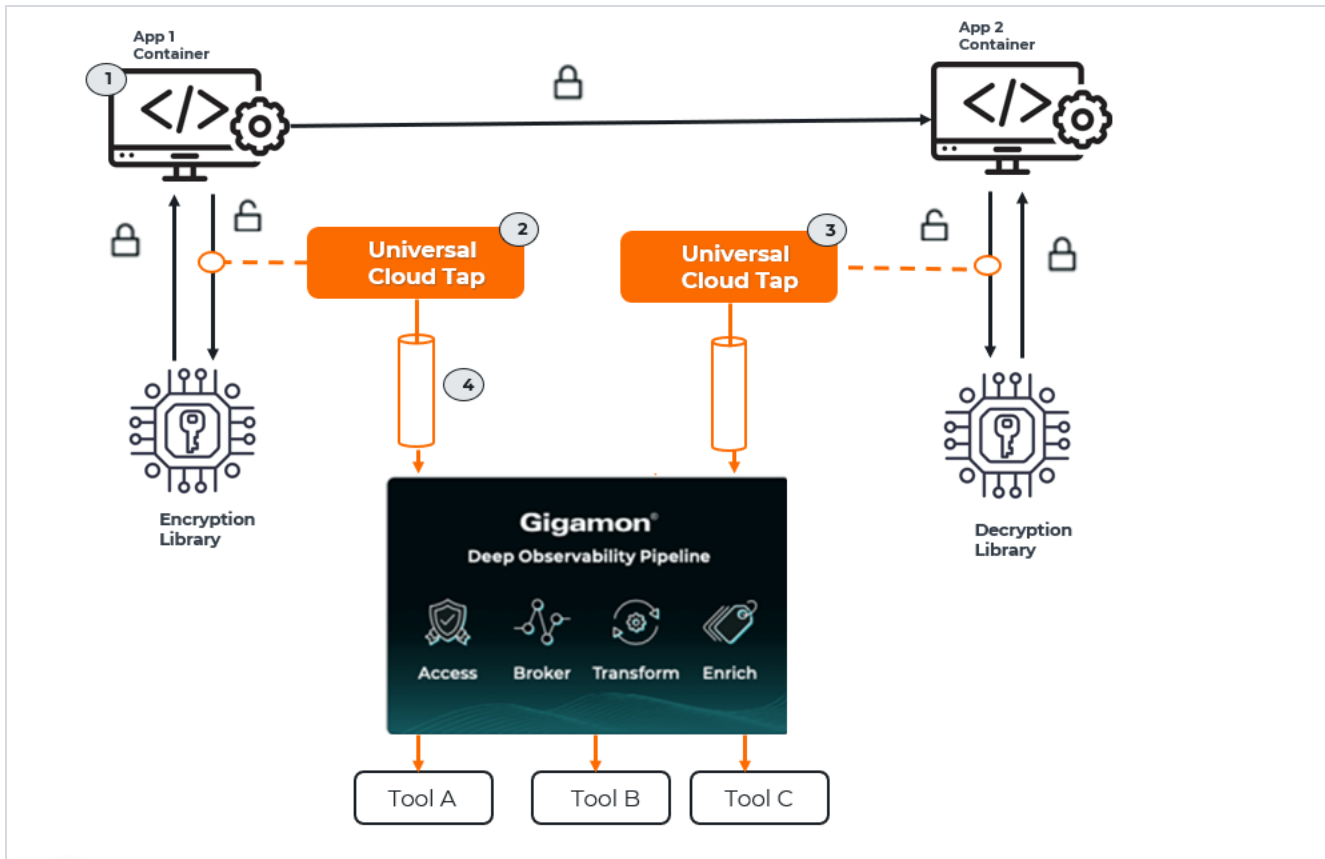 App 1
Container
App 2
Container
1
</>
</>
2
Universal
Cloud Tap
3
Universal
Cloud Tap
4
Encryption
Library
Gigamon®
Deep Observability Pipeline
Access
Broker
Transform
Enrich
Decryption
Library
Tool A
Tool B
Tool C